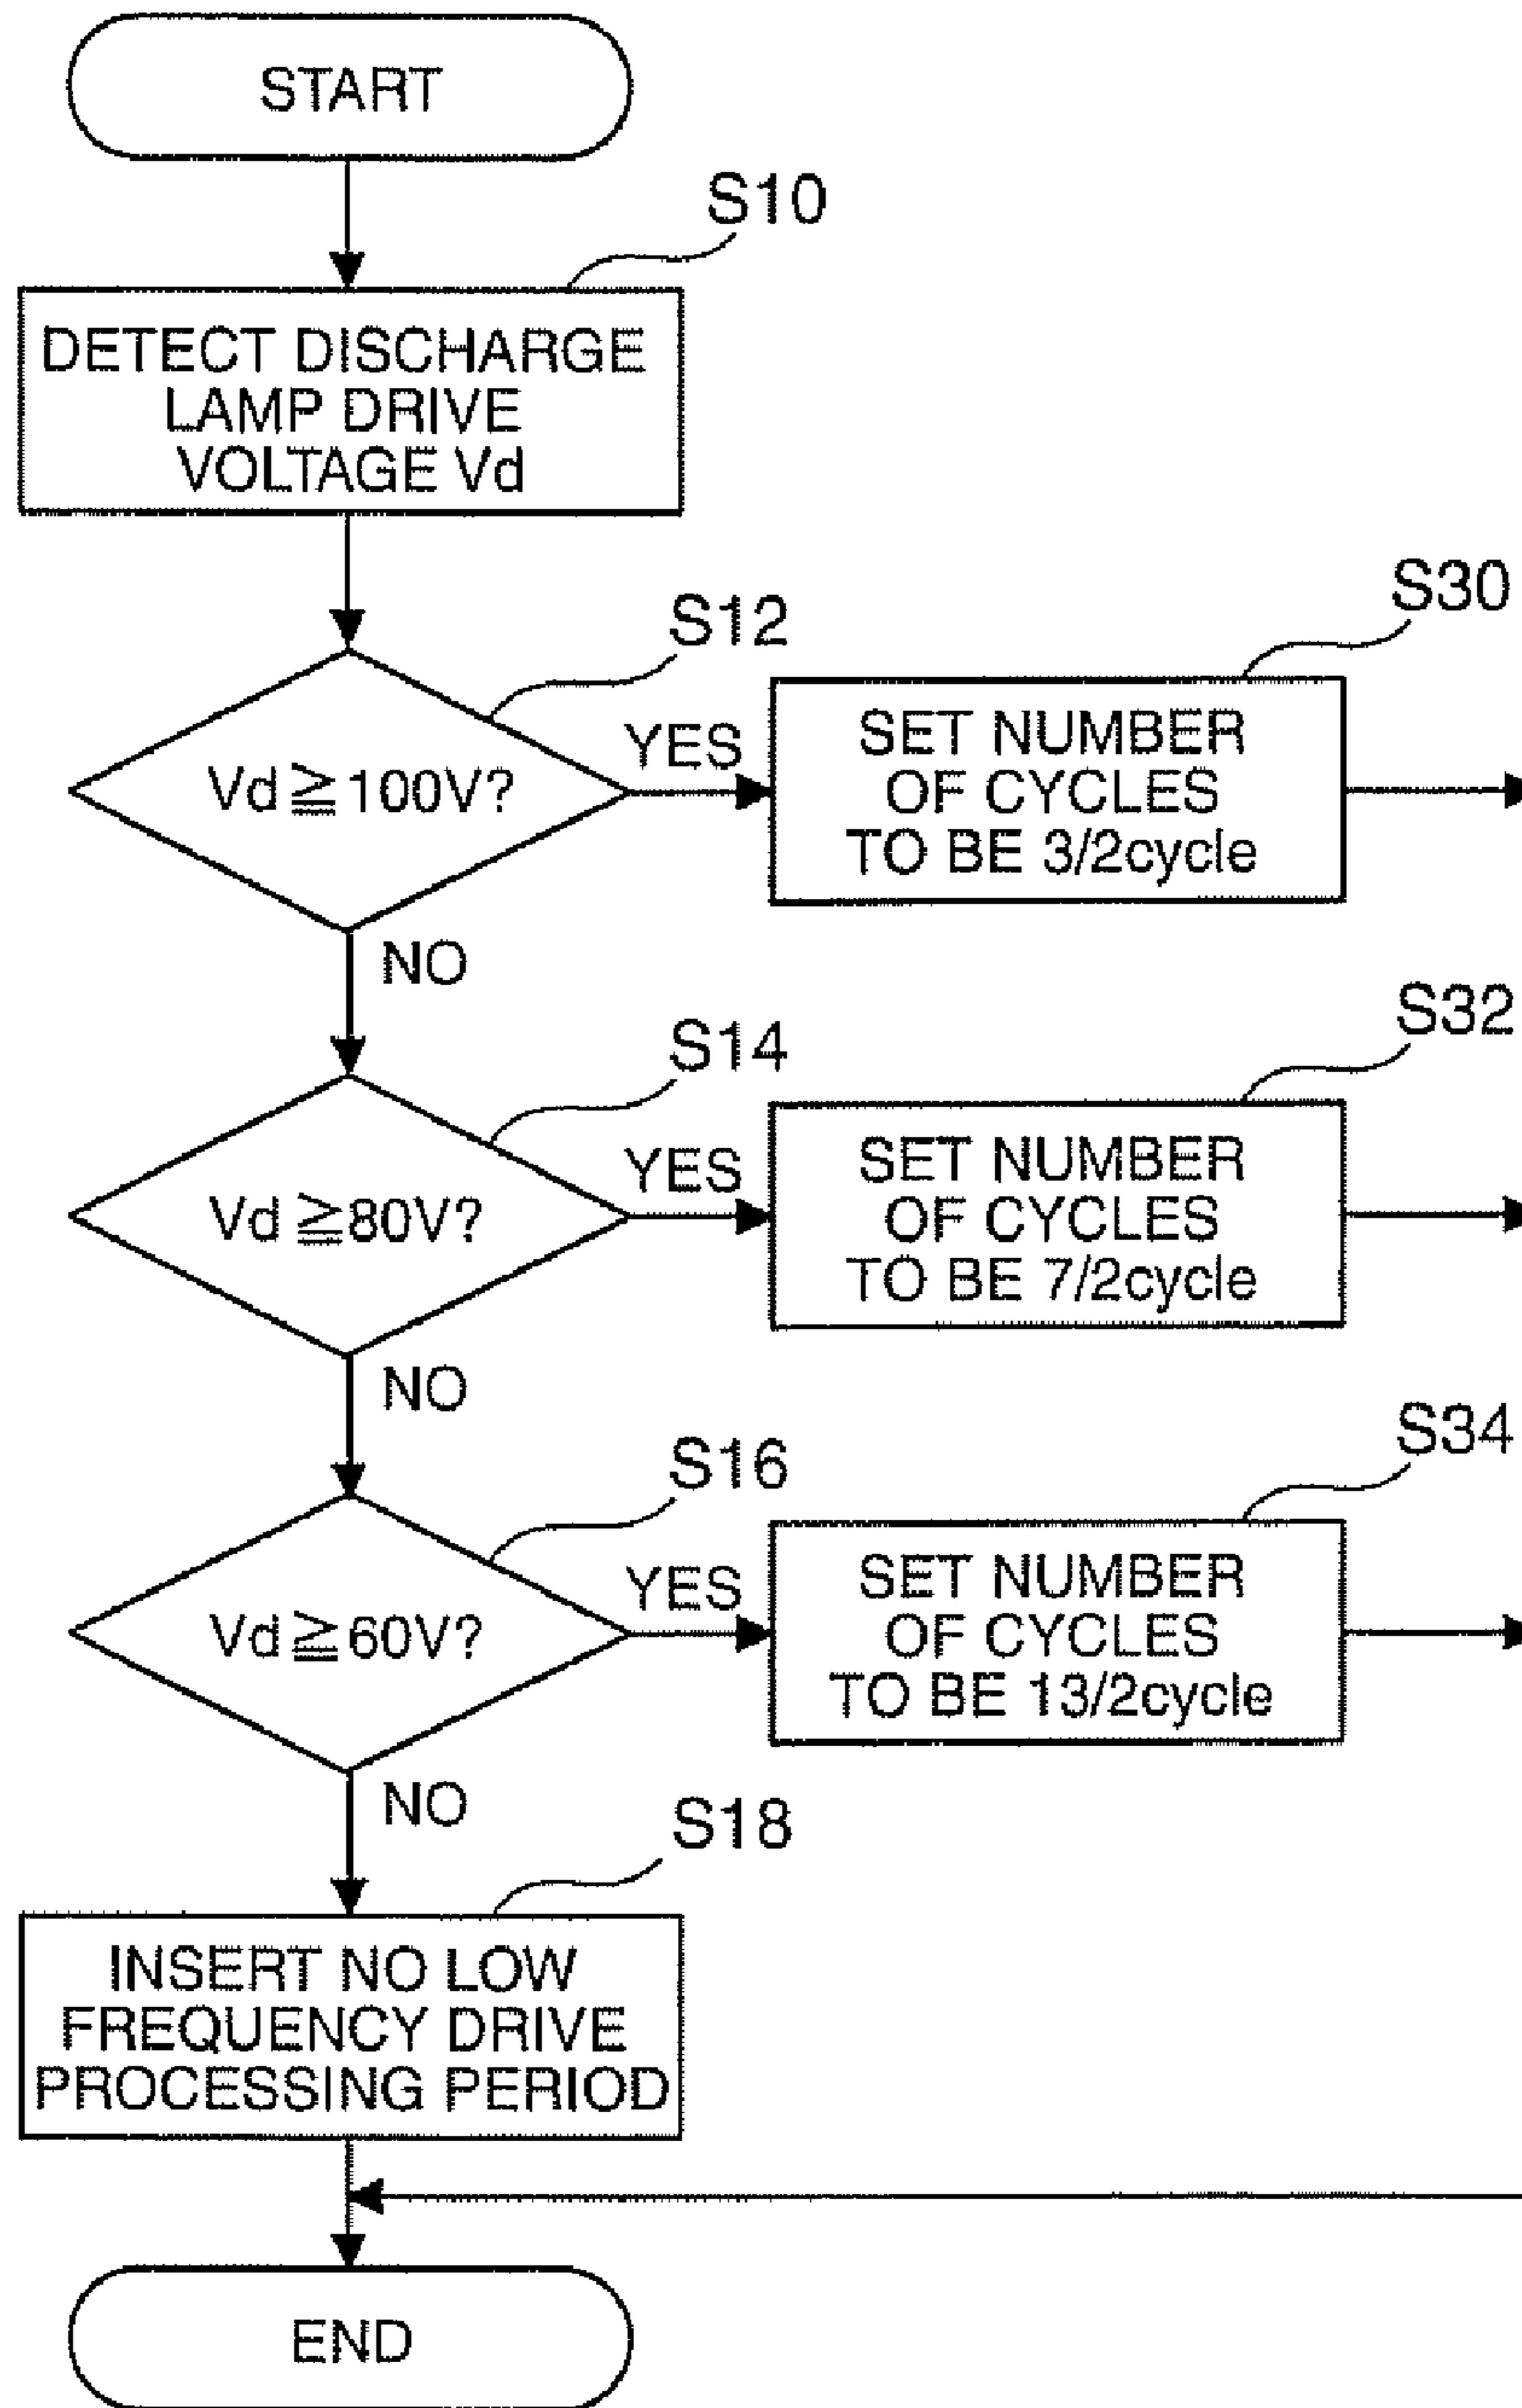 START
S10
DETECT DISCHARGE
LAMP DRIVE
VOLTAGE Vd
S12
Vd ≧ 100V?
YES
S30
SET NUMBER
OF CYCLES
TO BE 3/2cycle
NO
S14
Vd ≧ 80V?
YES
S32
SET NUMBER
OF CYCLES
TO BE 7/2cycle
NO
S16
Vd ≧ 60V?
YES
S34
SET NUMBER
OF CYCLES
TO BE 13/2cycle
NO
S18
INSERT NO LOW
FREQUENCY DRIVE
PROCESSING PERIOD
END